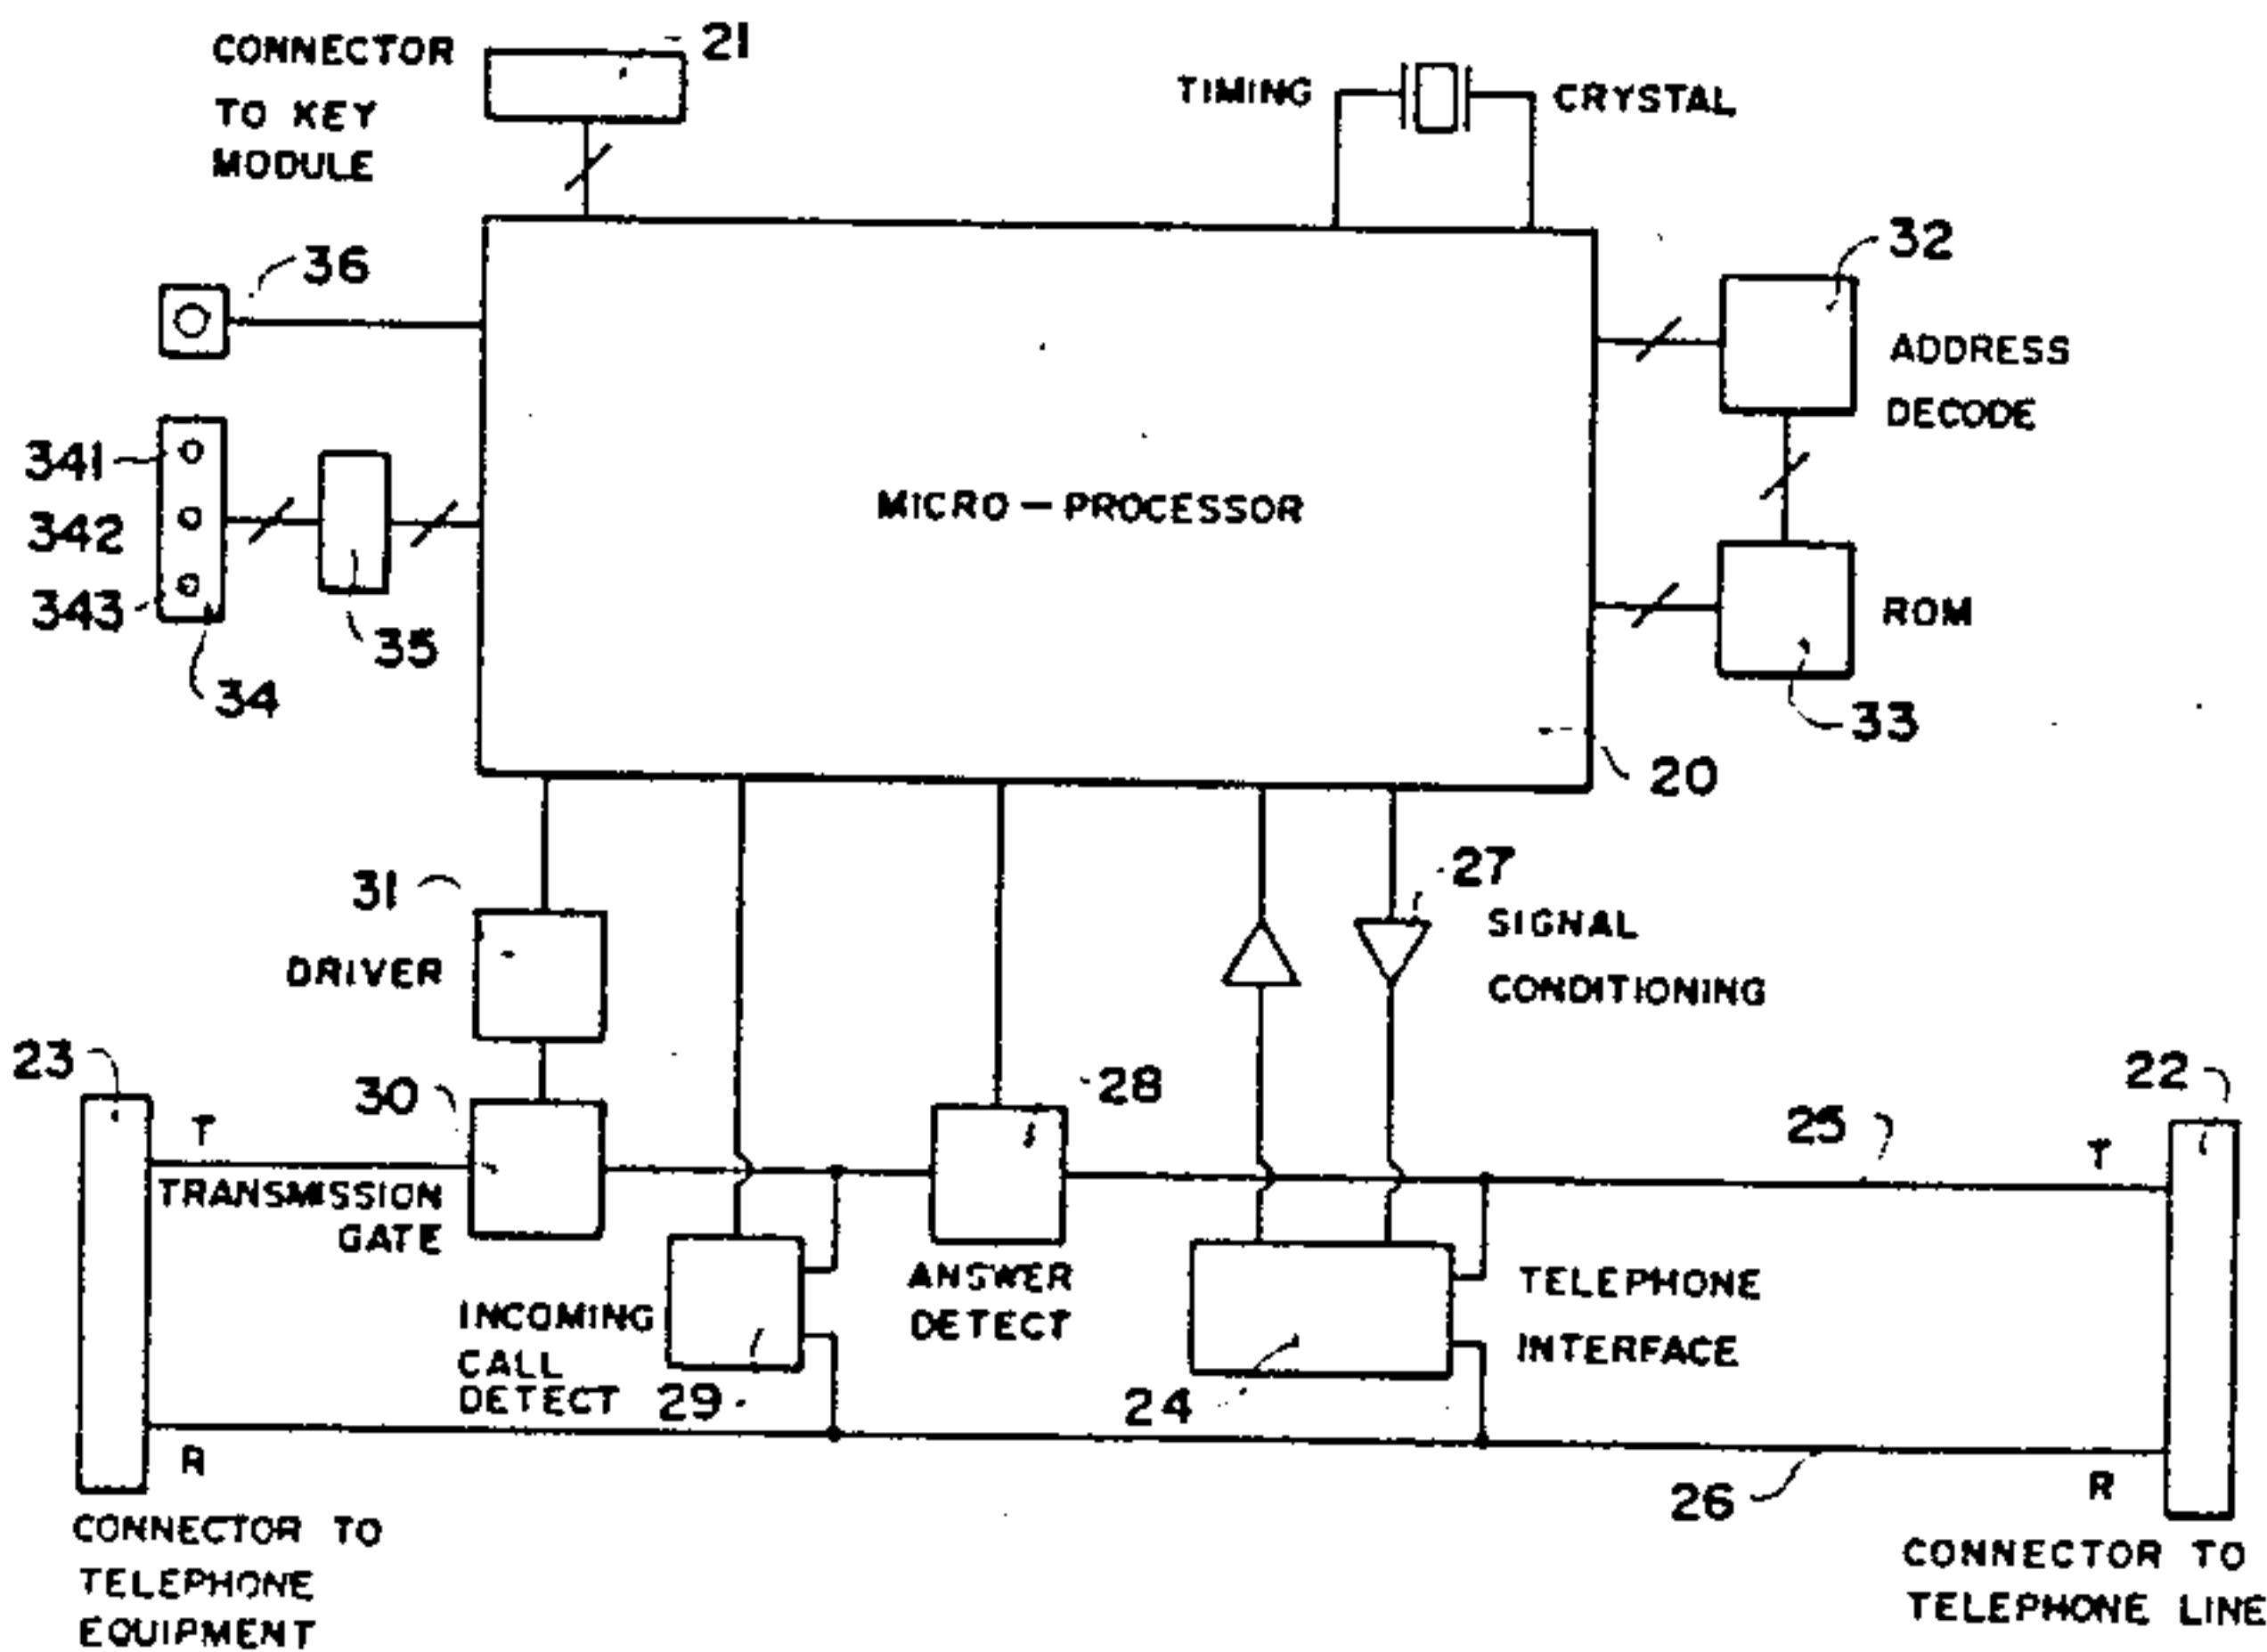 CONNECTOR
TO KEY
MODULE
21
TIMING
CRYSTAL
36
32
ADDRESS
DECODE
341
342
343
35
34
MICRO-PROCESSOR
ROM
33
20
31
DRIVER
27
SIGNAL
CONDITIONING
23
30
28
22
T
TRANSMISSION
GATE
25
T
INCOMING
CALL
DETECT
29
ANSWER
DETECT
24
TELEPHONE
INTERFACE
R
26
R
CONNECTOR TO
TELEPHONE
EQUIPMENT
CONNECTOR TO
TELEPHONE LINE